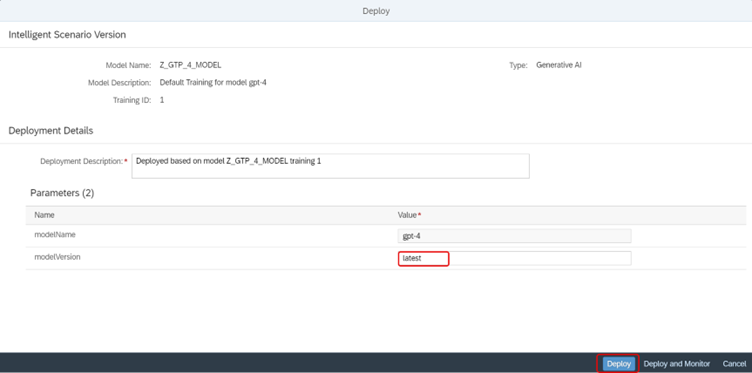 Deploy
Intelligent Scenario Version
Model Name: Z_GTP_4_MODEL Type: Generative AI
Model Description: Default Training for model gpt-4
Training ID: 1
Deployment Details
Deployment Description:* Deployed based on model Z_GTP_4_MODEL training 1
Parameters (2)
Name Value*
modelName gpt-4
modelVersion latest
Deploy Deploy and Monitor Cancel